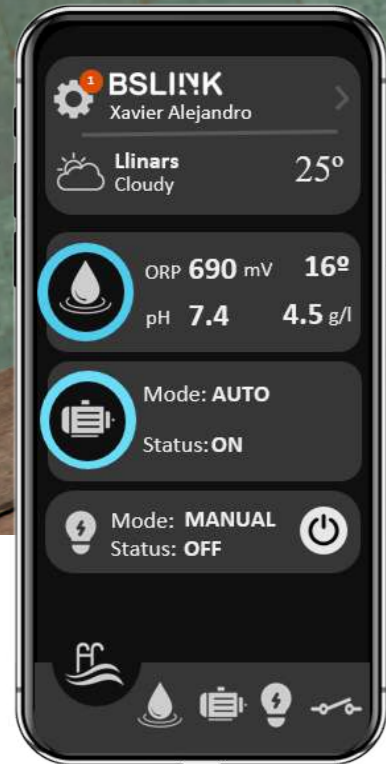 1
BSLINK
Xavier Alejandro
Llinars
Cloudy
25º
ORP 690 mV 16º
pH 7.4 4.5 g/l
Mode: AUTO
Status: ON
Mode: MANUAL
Status: OFF